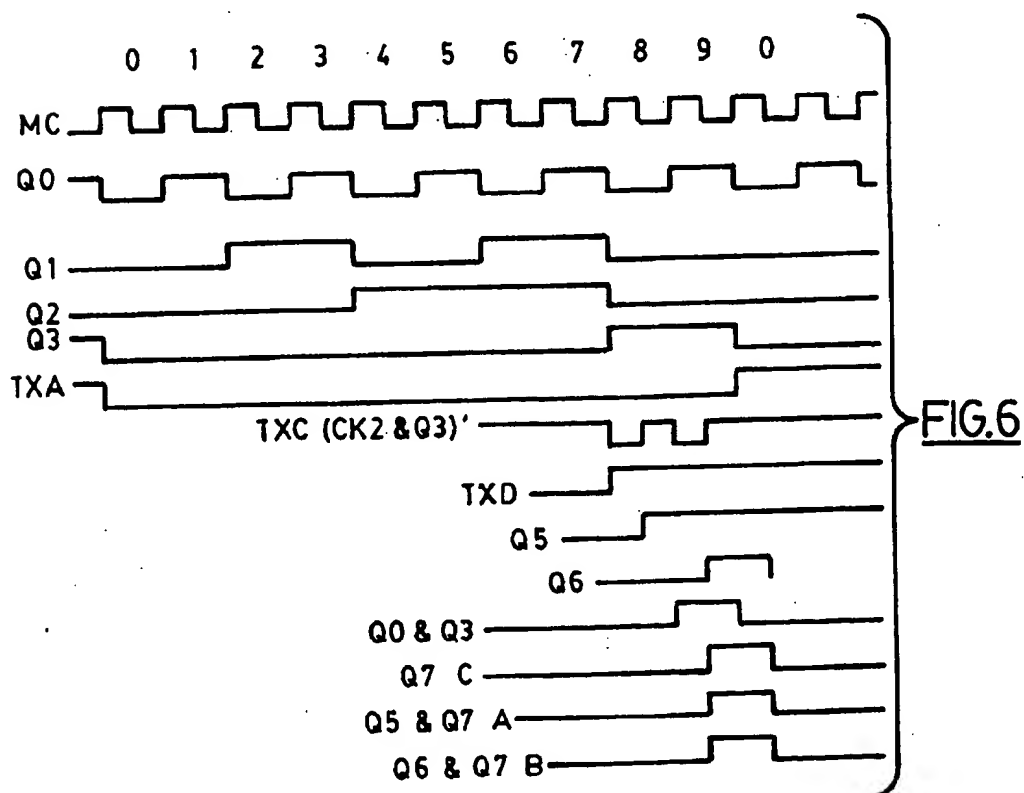 0 1 2 3 4 5 6 7 8 9 0
MC
Q0
Q1
Q2
Q3
TXA
TXC (CK2 & Q3)'
FIG.6
TXD
Q5
Q6
Q0 & Q3
Q7 C
Q5 & Q7 A
Q6 & Q7 B